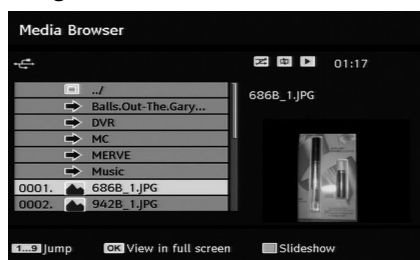 Media Browser
01:17
../
686B_1.JPG
Balls.Out-The.Gary...
DVR
MC
MERVE
Music
0001. 686B_1.JPG
0002. 942B_1.JPG
1...9 Jump OK View in full screen Slideshow